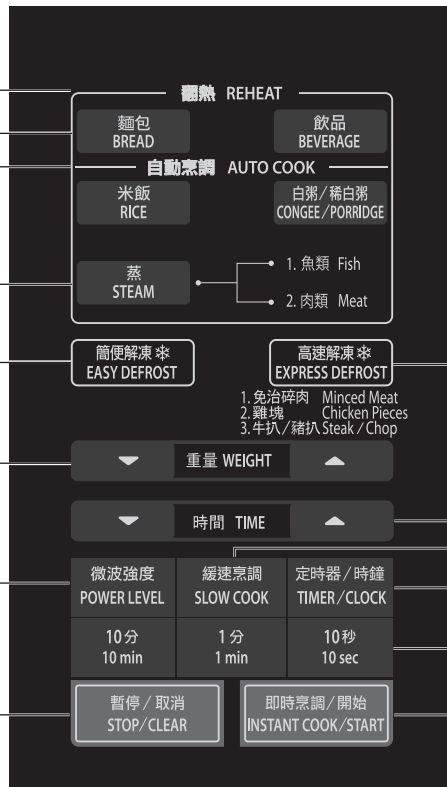 翻熱 REHEAT
麵包 飲品
BREAD BEVERAGE
自動烹調 AUTO COOK
米飯 白粥/稀白粥
RICE CONGEE/PORRIDGE
蒸
STEAM
1. 魚類 Fish
2. 肉類 Meat
簡便解凍 高速解凍
EASY DEFROST EXPRESS DEFROST
1. 免治碎肉 Minced Meat
2. 雞塊 Chicken Pieces
3. 牛扒/豬扒 Steak / Chop
重量 WEIGHT
時間 TIME
微波強度 緩速烹調 定時器/時鐘
POWER LEVEL SLOW COOK TIMER/CLOCK
10分 1分 10秒
10 min 1 min 10 sec
暫停/取消 即時烹調/開始
STOP/CLEAR INSTANT COOK/START